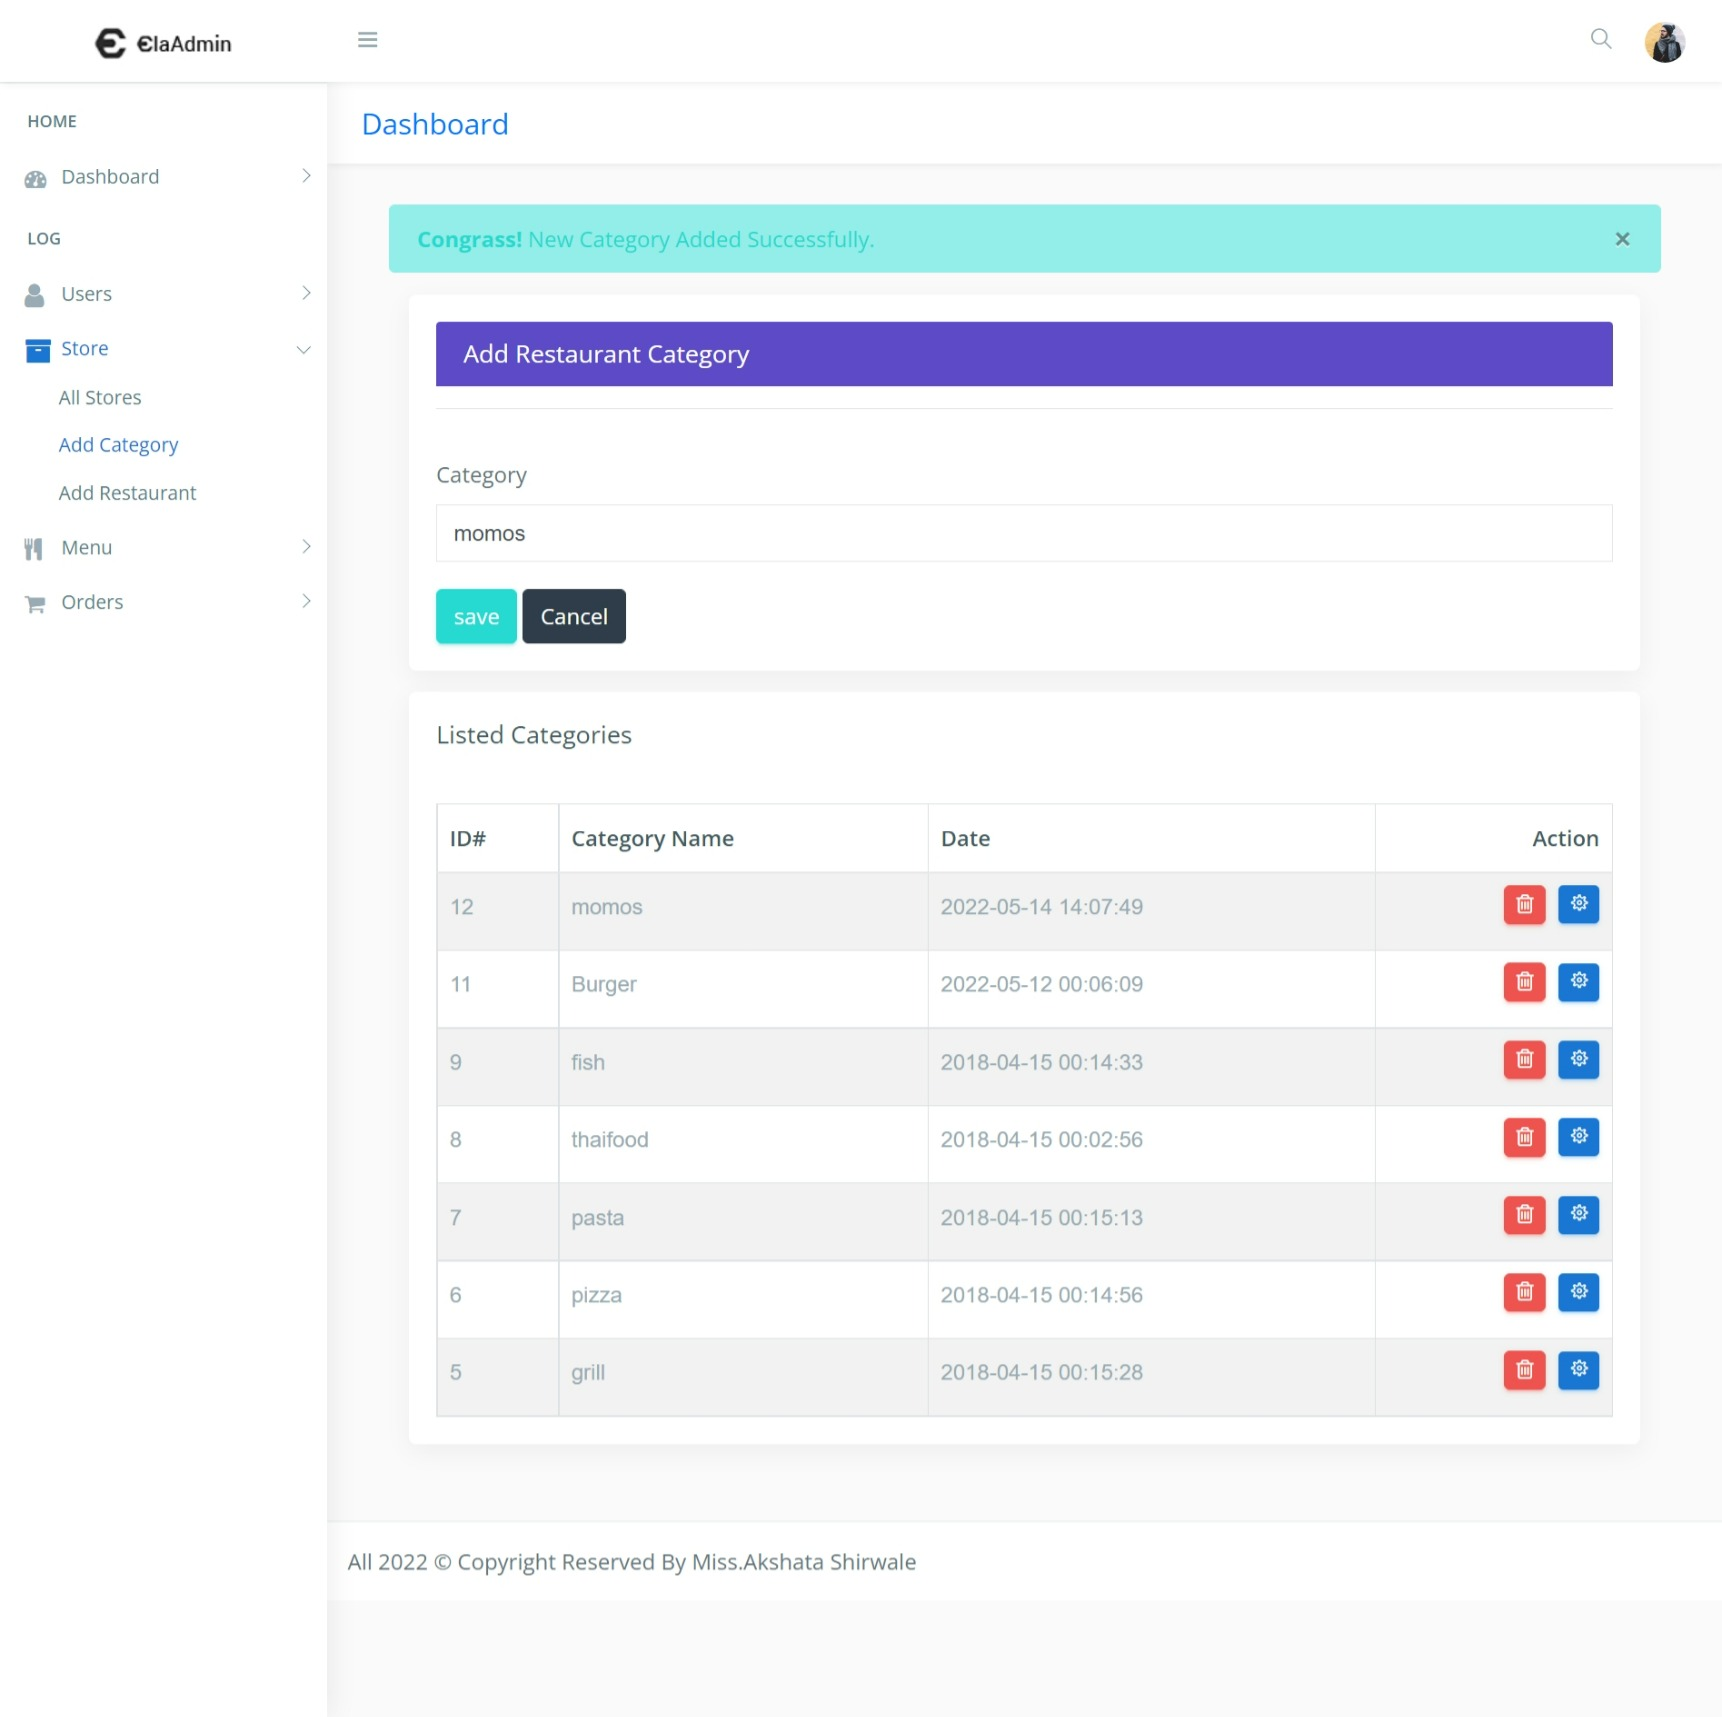 ElaAdmin
HOME
Dashboard
LOG
Users
Store
All Stores
Add Category
Add Restaurant
Menu
Orders
Dashboard
Congrass! New Category Added Successfully.
×
Add Restaurant Category
Category
momos
save Cancel
Listed Categories
ID# Category Name Date Action
12 momos 2022-05-14 14:07:49
11 Burger 2022-05-12 00:06:09
9 fish 2018-04-15 00:14:33
8 thaifood 2018-04-15 00:02:56
7 pasta 2018-04-15 00:15:13
6 pizza 2018-04-15 00:14:56
5 grill 2018-04-15 00:15:28
All 2022 © Copyright Reserved By Miss.Akshata Shirwale